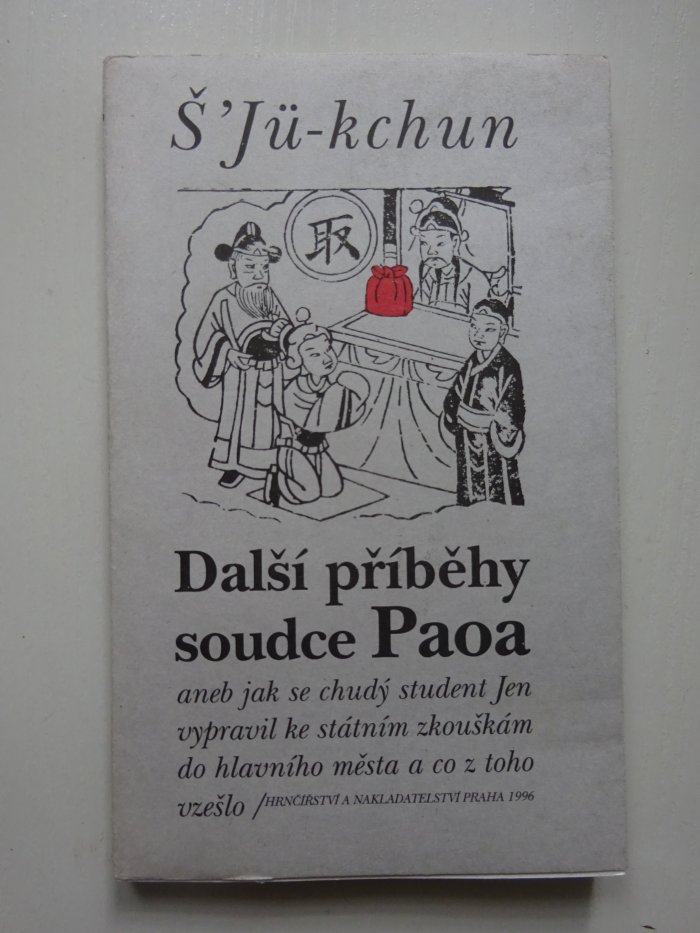 Š’Jü-kchun
取
Další příběhy
soudce Paoa
aneb jak se chudý student Jen
vypravil ke státním zkouškám
do hlavního města a co z toho
vzešlo /HRNČÍŘSTVÍ A NAKLADATELSTVÍ PRAHA 1996